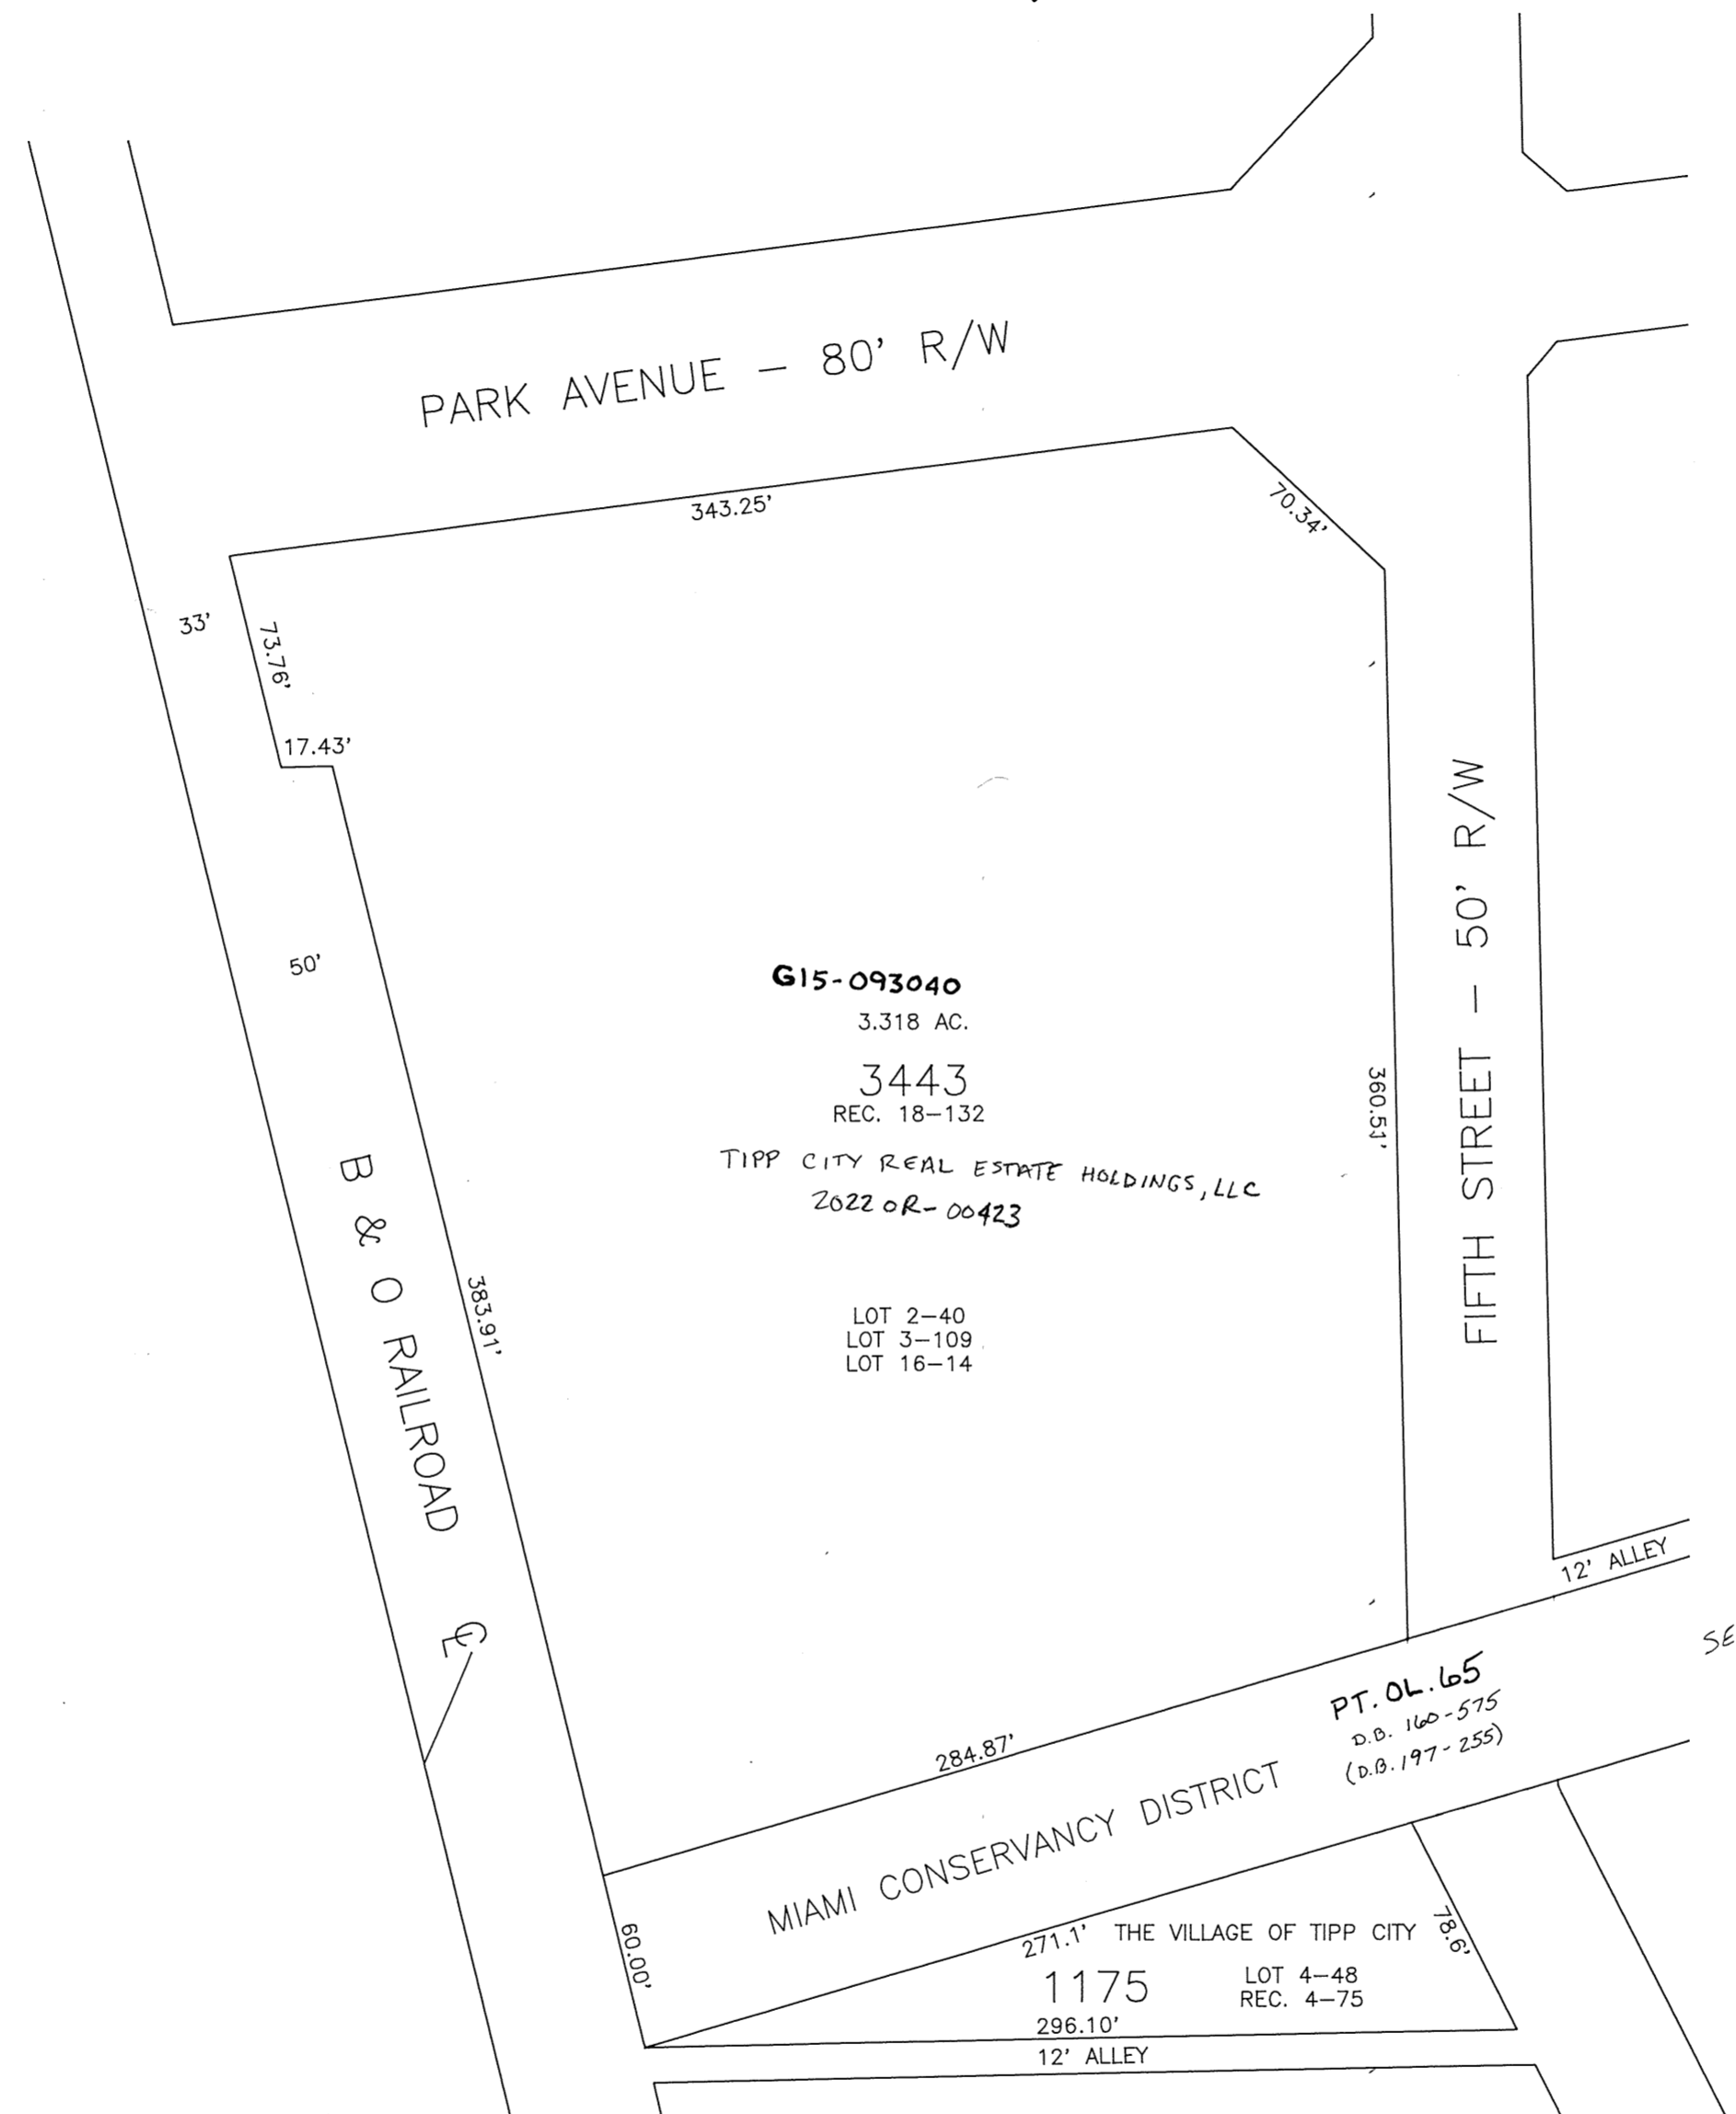 PARK AVENUE — 80' R/W
343.25'
70.34'
33'
73.76'
17.43'
50'
FIFTH STREET — 50' R/W
G15-093040
3.318 AC.
3443
REC. 18–132
TIPP CITY REAL ESTATE HOLDINGS, LLC
2022 OR- 00423
360.51'
LOT 2–40
LOT 3–109
LOT 16–14
B & O RAILROAD
383.91'
℄
12' ALLEY
SE
PT. OL. 65
D.B. 160-575
(D.B. 197-255)
284.87'
MIAMI CONSERVANCY DISTRICT
60.00'
271.1'
THE VILLAGE OF TIPP CITY
78.6'
1175
LOT 4–48
REC. 4–75
296.10'
12' ALLEY